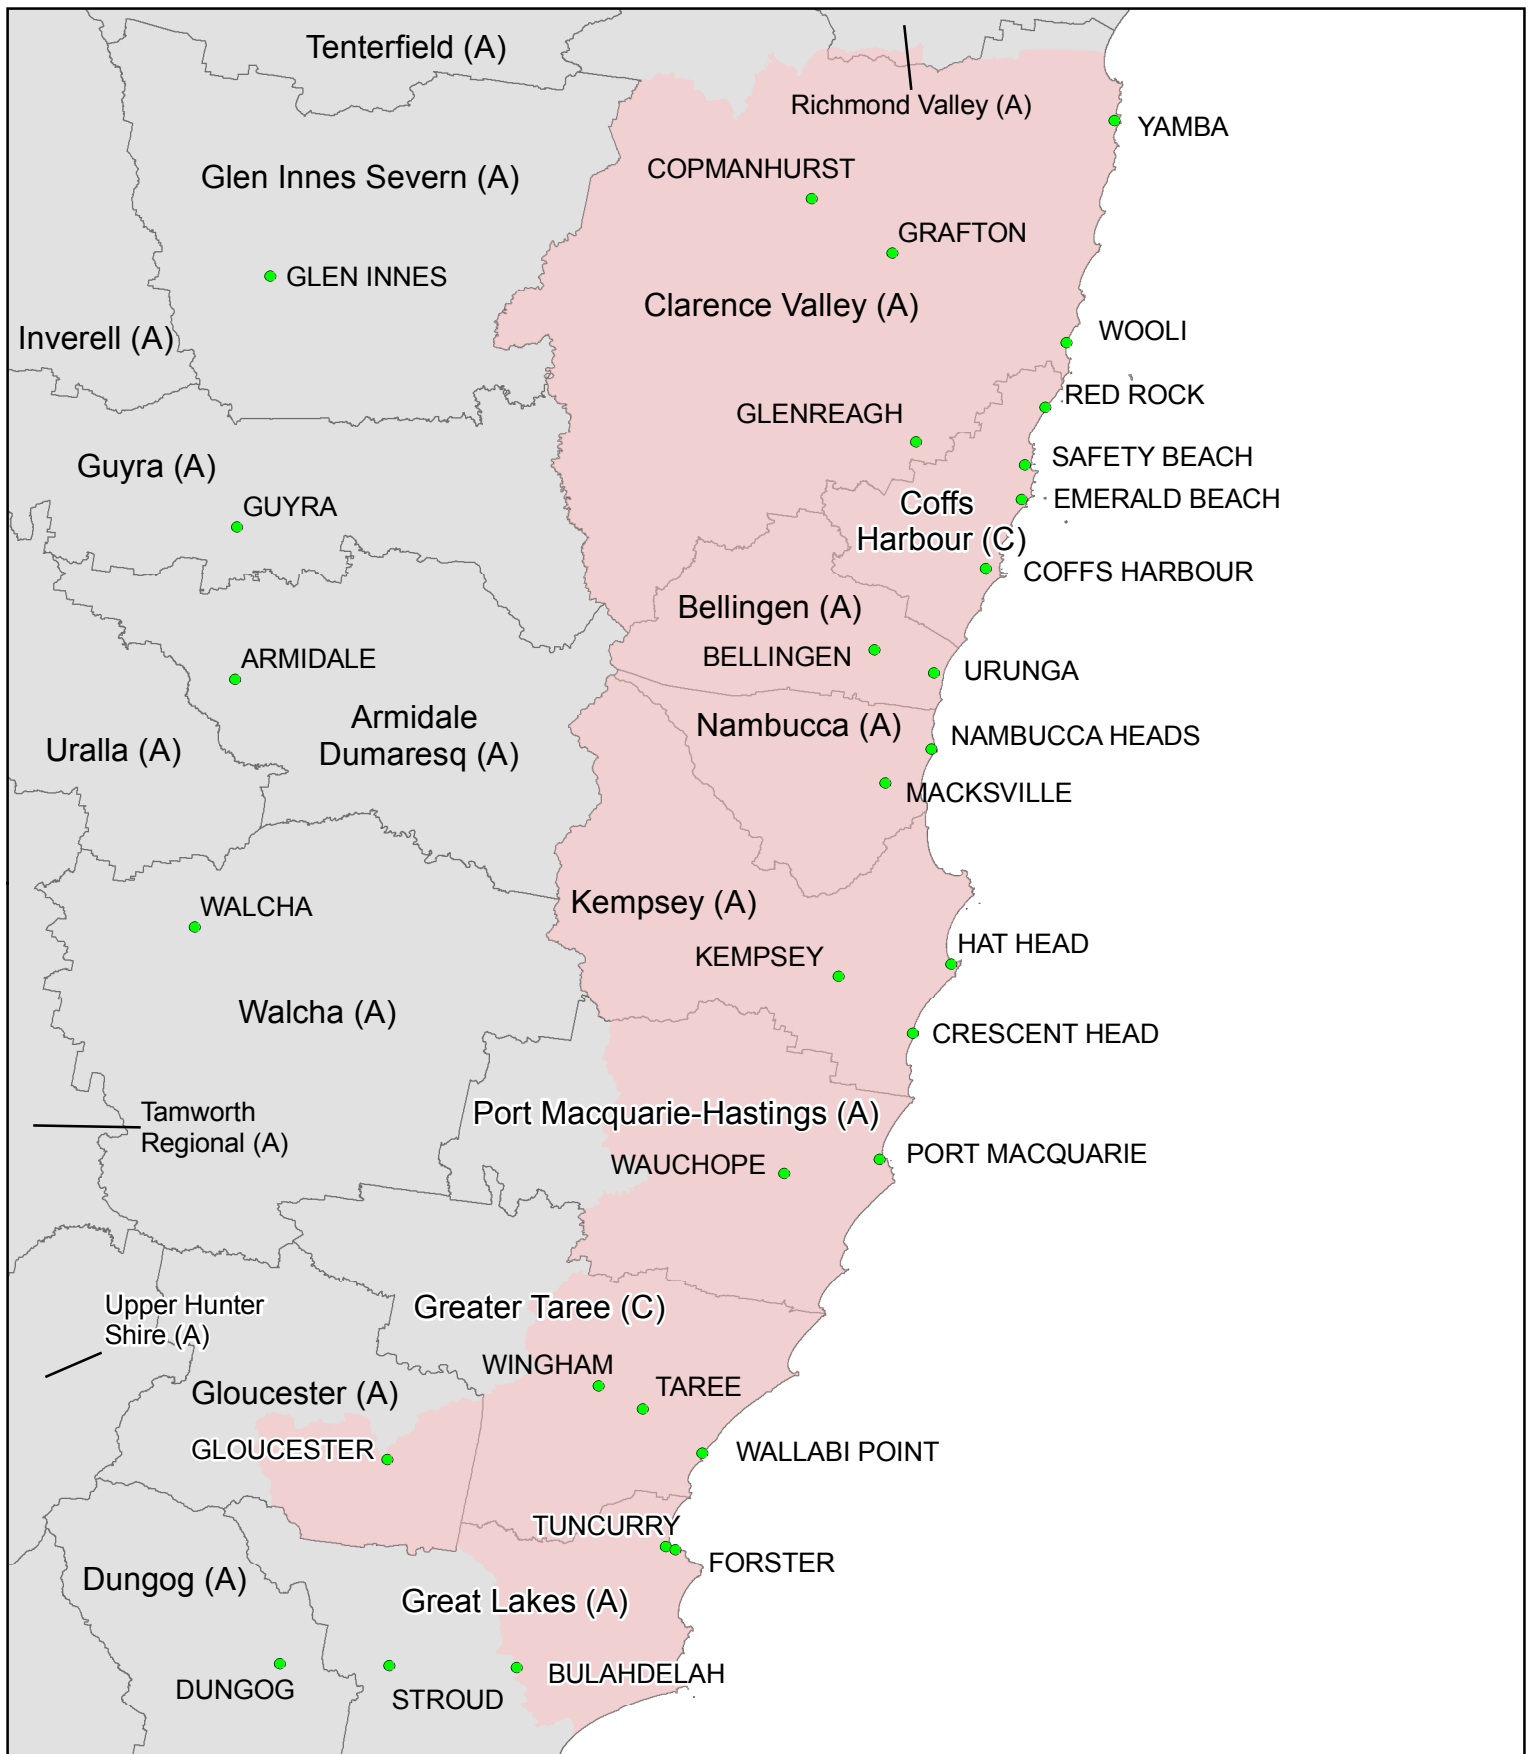 Tenterfield (A)
Richmond Valley (A)
YAMBA
COPMANHURST
Glen Innes Severn (A)
GRAFTON
GLEN INNES
Clarence Valley (A)
WOOLI
Inverell (A)
RED ROCK
GLENREAGH
SAFETY BEACH
Guyra (A)
EMERALD BEACH
Coffs
Harbour (C)
GUYRA
COFFS HARBOUR
Bellingen (A)
BELLINGEN
ARMIDALE
URUNGA
Armidale
Dumaresq (A)
Nambucca (A)
NAMBUCCA HEADS
Uralla (A)
MACKSVILLE
Kempsey (A)
WALCHA
HAT HEAD
KEMPSEY
Walcha (A)
CRESCENT HEAD
Tamworth
Regional (A)
Port Macquarie-Hastings (A)
PORT MACQUARIE
WAUCHOPE
Upper Hunter
Shire (A)
Greater Taree (C)
WINGHAM
TAREE
Gloucester (A)
GLOUCESTER
WALLABI POINT
TUNCURRY
FORSTER
Dungog (A)
Great Lakes (A)
BULAHDELAH
DUNGOG
STROUD